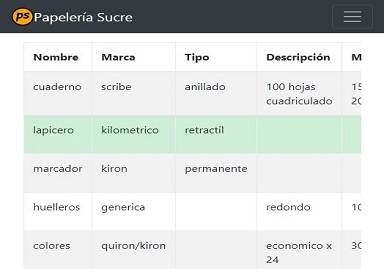 ps Papelería Sucre
Nombre Marca Tipo Descripción M
cuaderno scribe anillado 100 hojas 15
cuadriculado 20
lapicero kilometrico retractil
marcador kiron permanente
huelleros generica redondo 10
colores quiron/kiron economico x 30
24